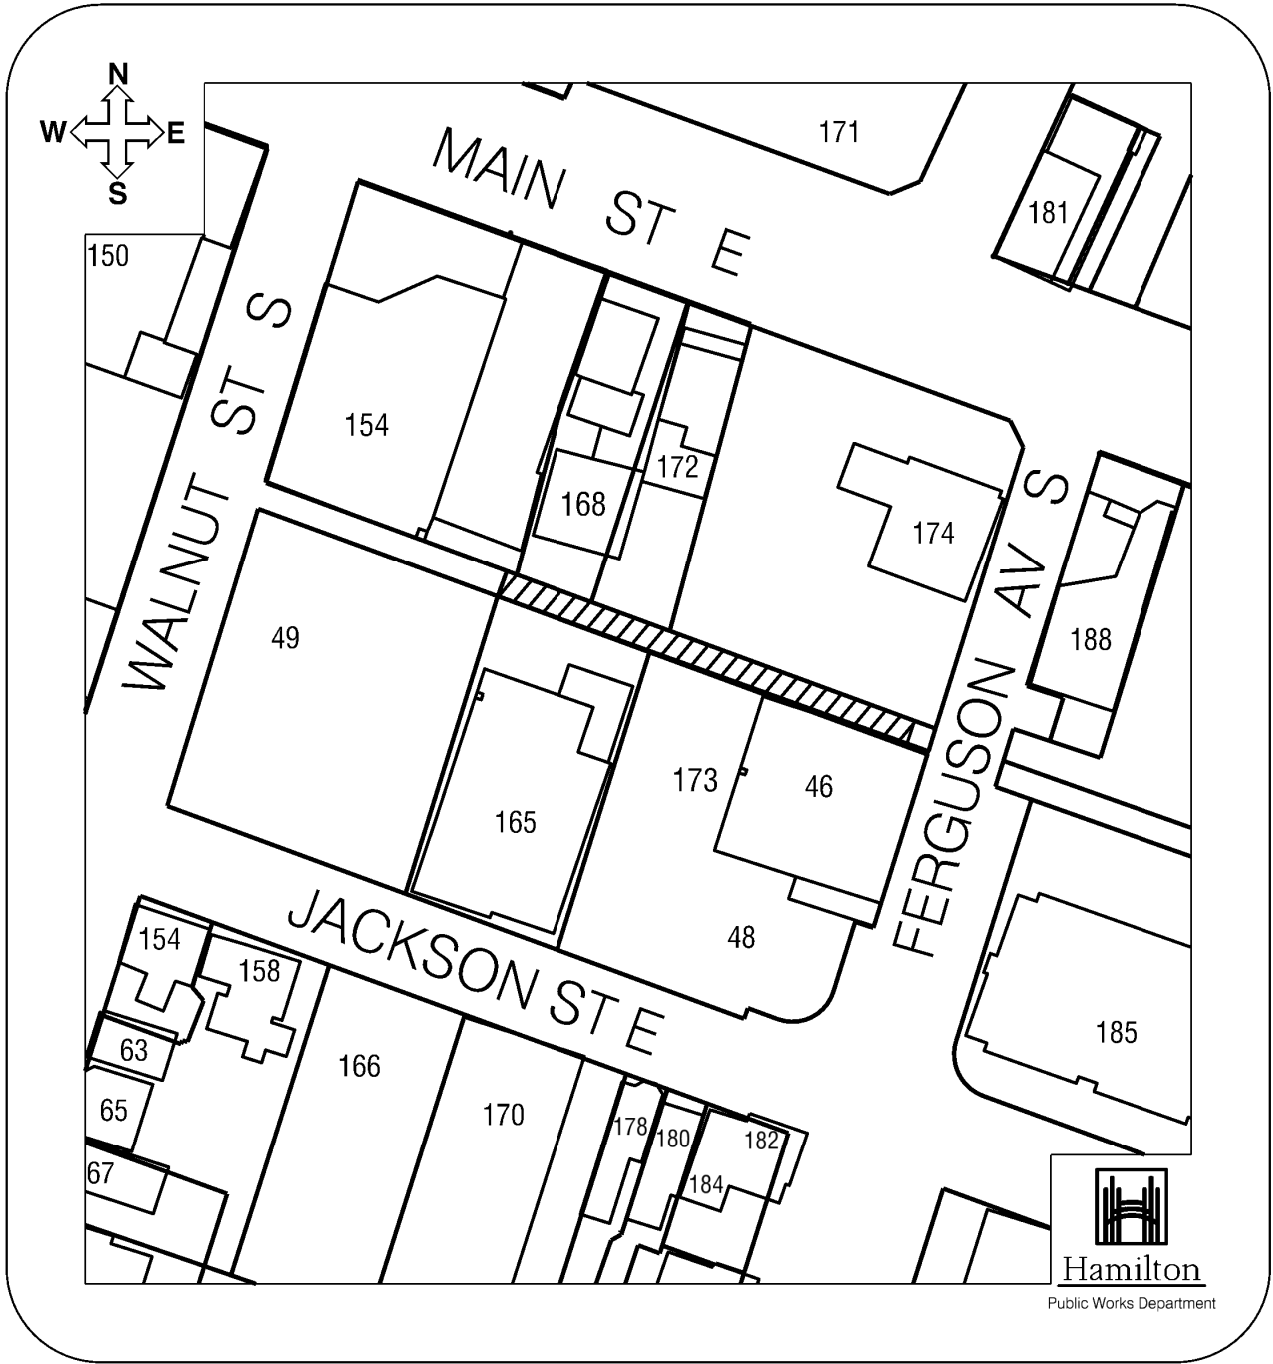 N
W E
S
150
171
181
MAIN ST E
WALNUT ST S
154
168
172
174
188
FERGUSON AV S
49
165
173
46
48
JACKSON ST E
154
158
63
65
67
166
170
178
180
182
184
185
Hamilton
Public Works Department